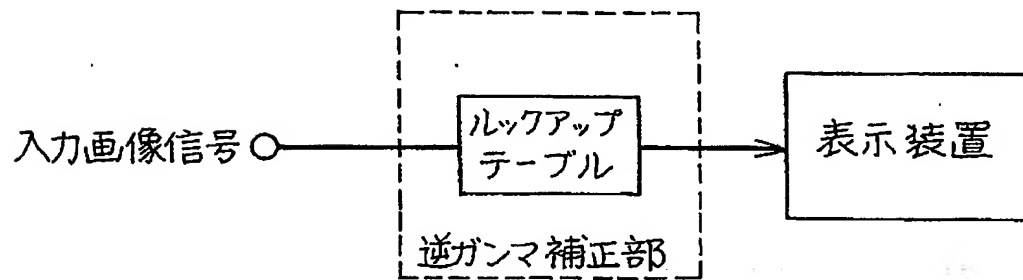 入力画像信号
ルックアップ
テーブル
表示装置
逆ガンマ補正部